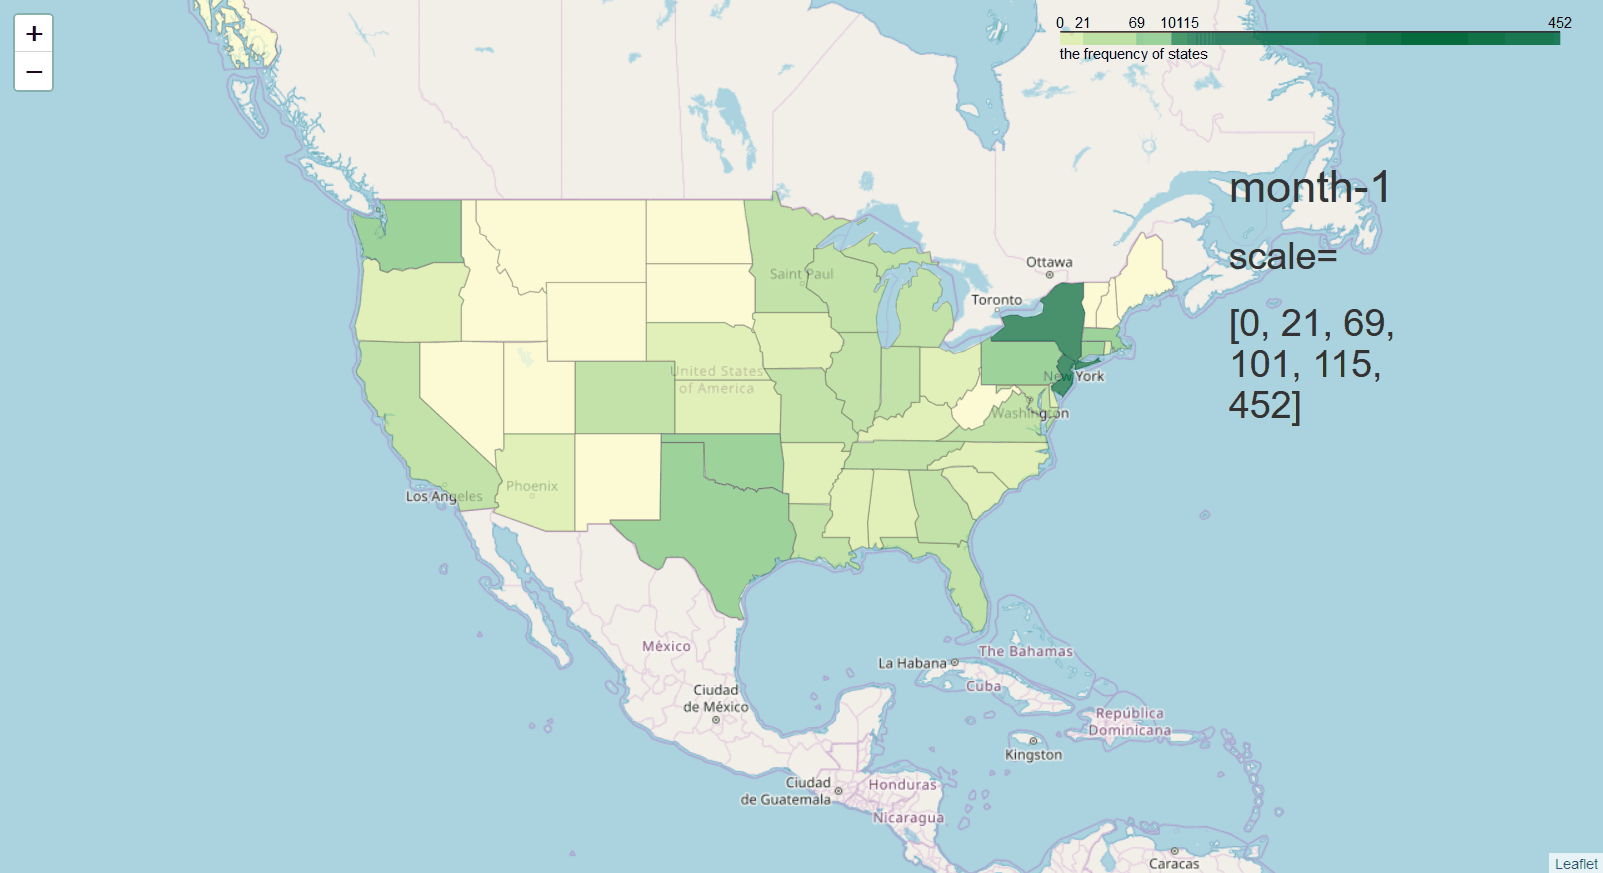 +
−
0 21 69 10115 452
the frequency of states
month-1
scale=
[0, 21, 69,
101, 115,
452]
Ottawa
Saint Paul
Toronto
United States
of America
New York
Washington
Los Angeles
Phoenix
México
La Habana
The Bahamas
Cuba
Ciudad
de México
República
Dominicana
Kingston
Ciudad
de Guatemala
Honduras
Nicaragua
Caracas
Leaflet